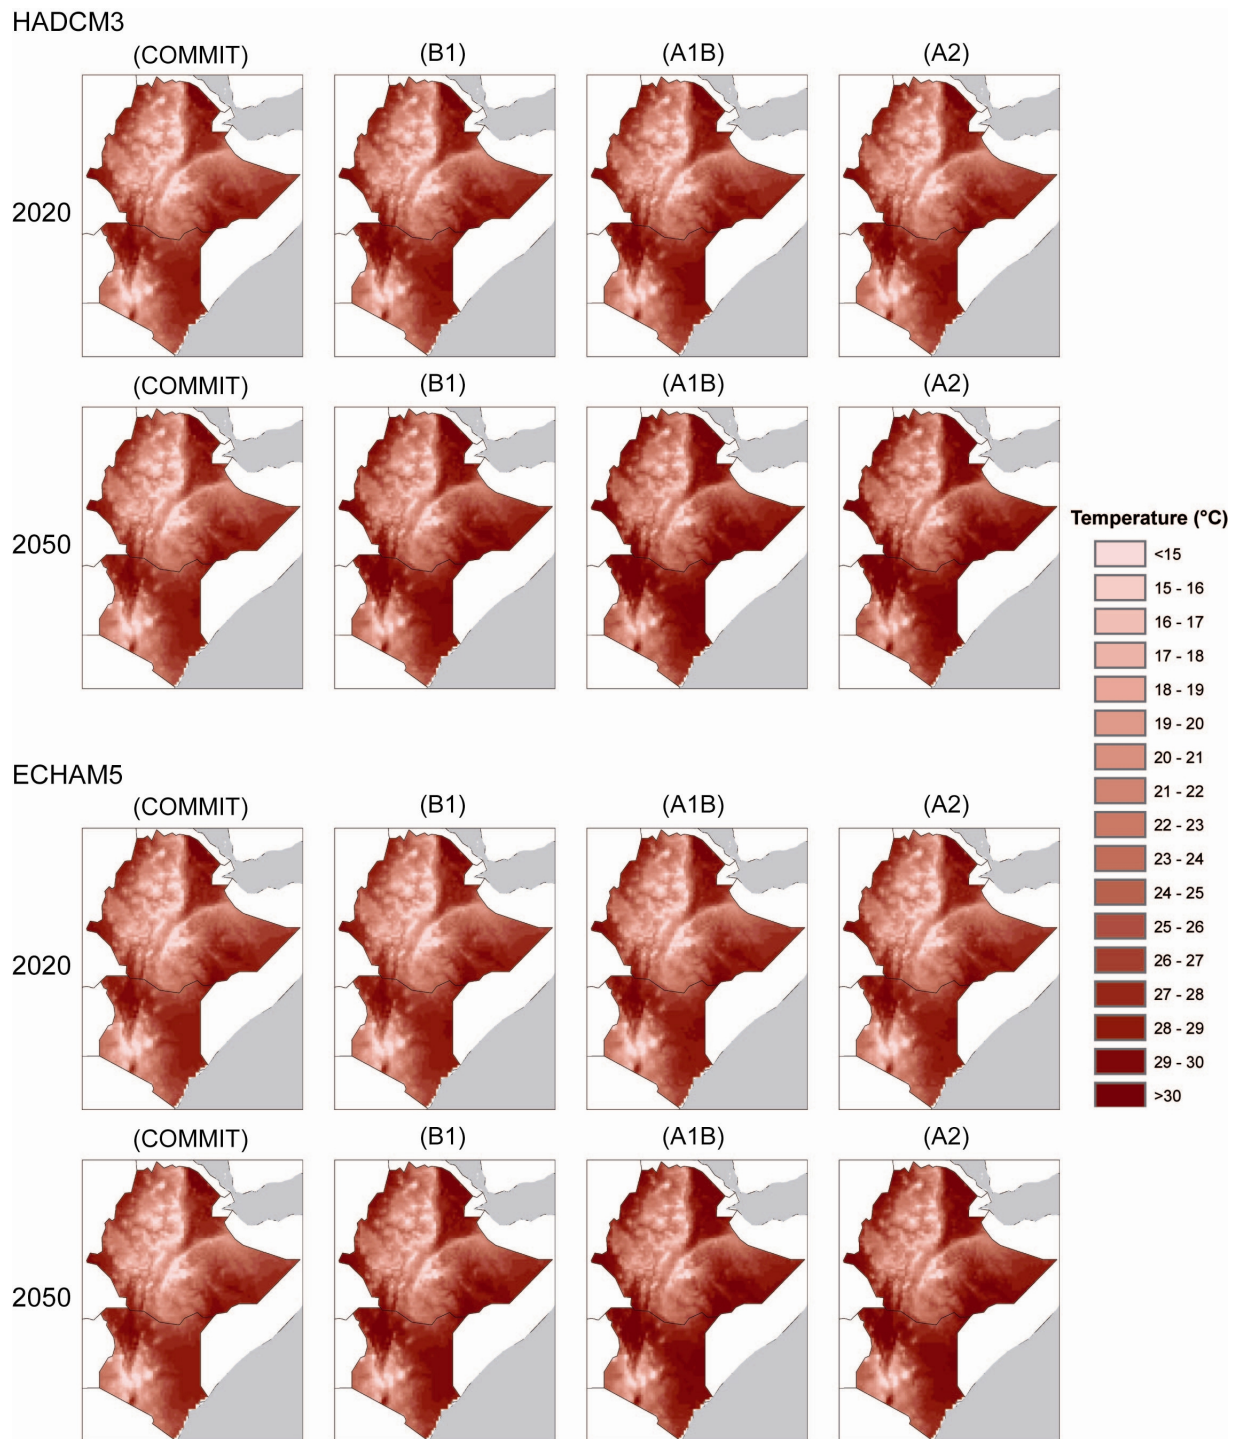 HADCM3
(COMMIT) (B1) (A1B) (A2)
2020
(COMMIT) (B1) (A1B) (A2)
2050
Temperature (°C)
<15
15 - 16
16 - 17
17 - 18
18 - 19
19 - 20
20 - 21
21 - 22
22 - 23
23 - 24
24 - 25
25 - 26
26 - 27
27 - 28
28 - 29
29 - 30
>30
ECHAM5
(COMMIT) (B1) (A1B) (A2)
2020
(COMMIT) (B1) (A1B) (A2)
2050